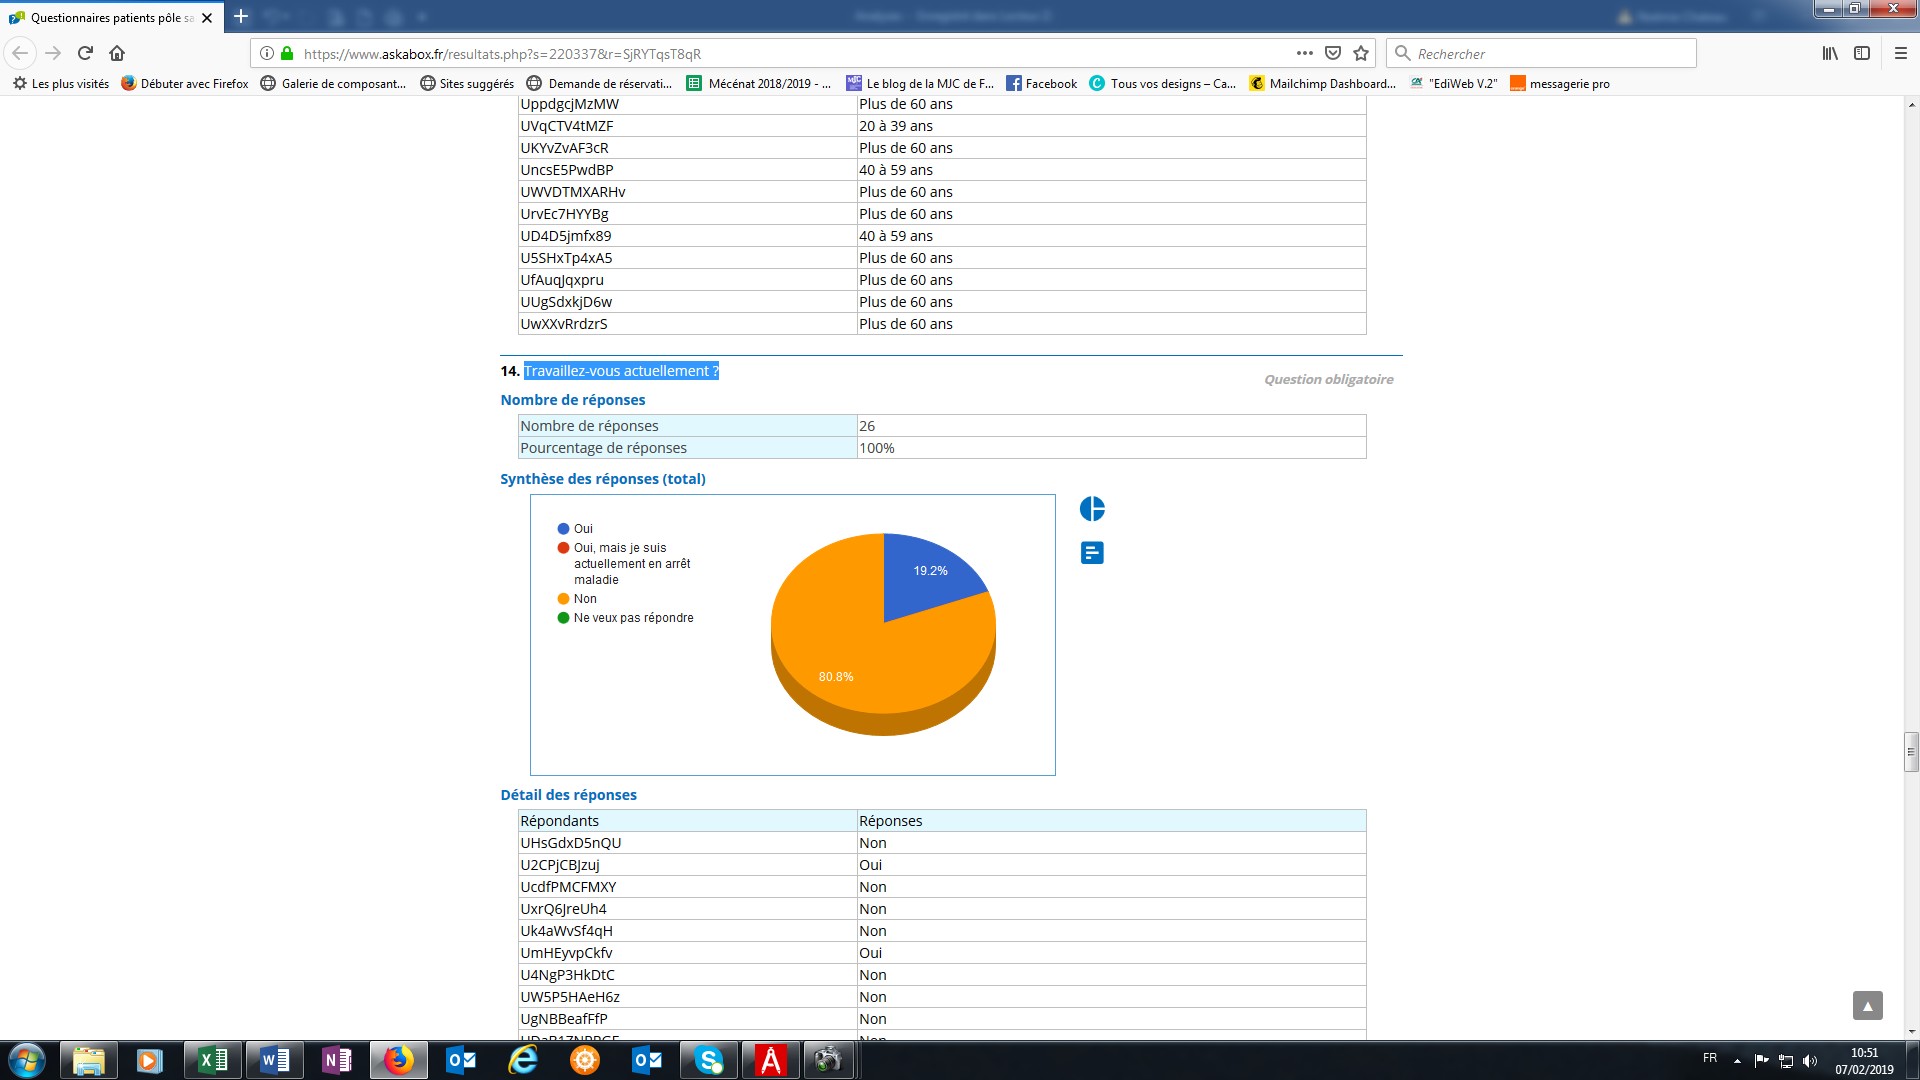 Questionnaires patients pôle sa
https://www.askabox.fr/resultats.php?s=220337&r=SjRYTqsT8qR
Rechercher
Les plus visités
Débuter avec Firefox
Galerie de composant...
Sites suggérés
Demande de réservati...
Mécénat 2018/2019 - ...
Le blog de la MJC de F...
Facebook
Tous vos designs – Ca...
Mailchimp Dashboard...
"EdiWeb V.2"
messagerie pro
UppdgcjMzMW Plus de 60 ans
UVqCTV4tMZF 20 à 39 ans
UKYvZvAF3cR Plus de 60 ans
UncsE5PwdBP 40 à 59 ans
UWVDTMXARHv Plus de 60 ans
UrvEc7HYYBg Plus de 60 ans
UD4D5jmfx89 40 à 59 ans
U5SHxTp4xA5 Plus de 60 ans
UfAuqJqxpru Plus de 60 ans
UUgSdxkjD6w Plus de 60 ans
UwXXvRrdzrS Plus de 60 ans
14. Travaillez-vous actuellement ?
Question obligatoire
Nombre de réponses
Nombre de réponses 26
Pourcentage de réponses 100%
Synthèse des réponses (total)
Oui
Oui, mais je suis
actuellement en arrêt
maladie
Non
Ne veux pas répondre
19.2%
80.8%
Détail des réponses
Répondants Réponses
UHsGdxD5nQU Non
U2CPjCBJzuj Oui
UcdfPMCFMXY Non
UxrQ6JreUh4 Non
Uk4aWvSf4qH Non
UmHEyvpCkfv Oui
U4NgP3HkDtC Non
UW5P5HAeH6z Non
UgNBBeafFfP Non
FR
10:51
07/02/2019